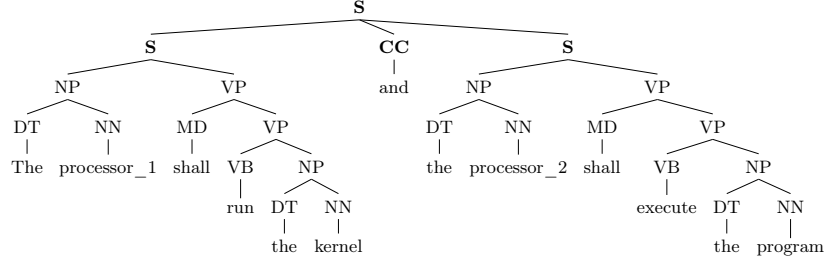 S
S CC S
NP VP and NP VP
DT NN MD VP DT NN MD VP
The processor_1 shall VB NP the processor_2 shall VB NP
run DT NN execute DT NN
the kernel the program